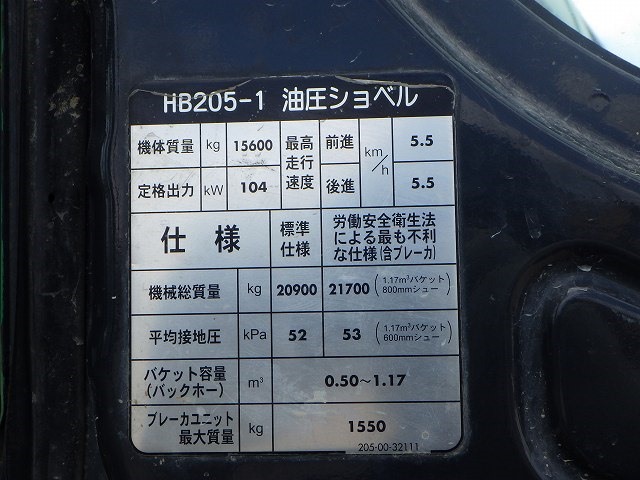 HB205-1 油圧ショベル
機体質量 kg 15600 最高走行速度 前進 km/h 5.5
定格出力 kW 104 後進 5.5
仕様 標準仕様 労働安全衛生法による最も不利な仕様(含ブレーカ)
機械総質量 kg 20900 21700 (1.17m³バケット 800mmシュー)
平均接地圧 kPa 52 53 (1.17m³バケット 600mmシュー)
バケット容量(バックホー) m³ 0.50~1.17
ブレーカユニット最大質量 kg 1550
205-00-32111